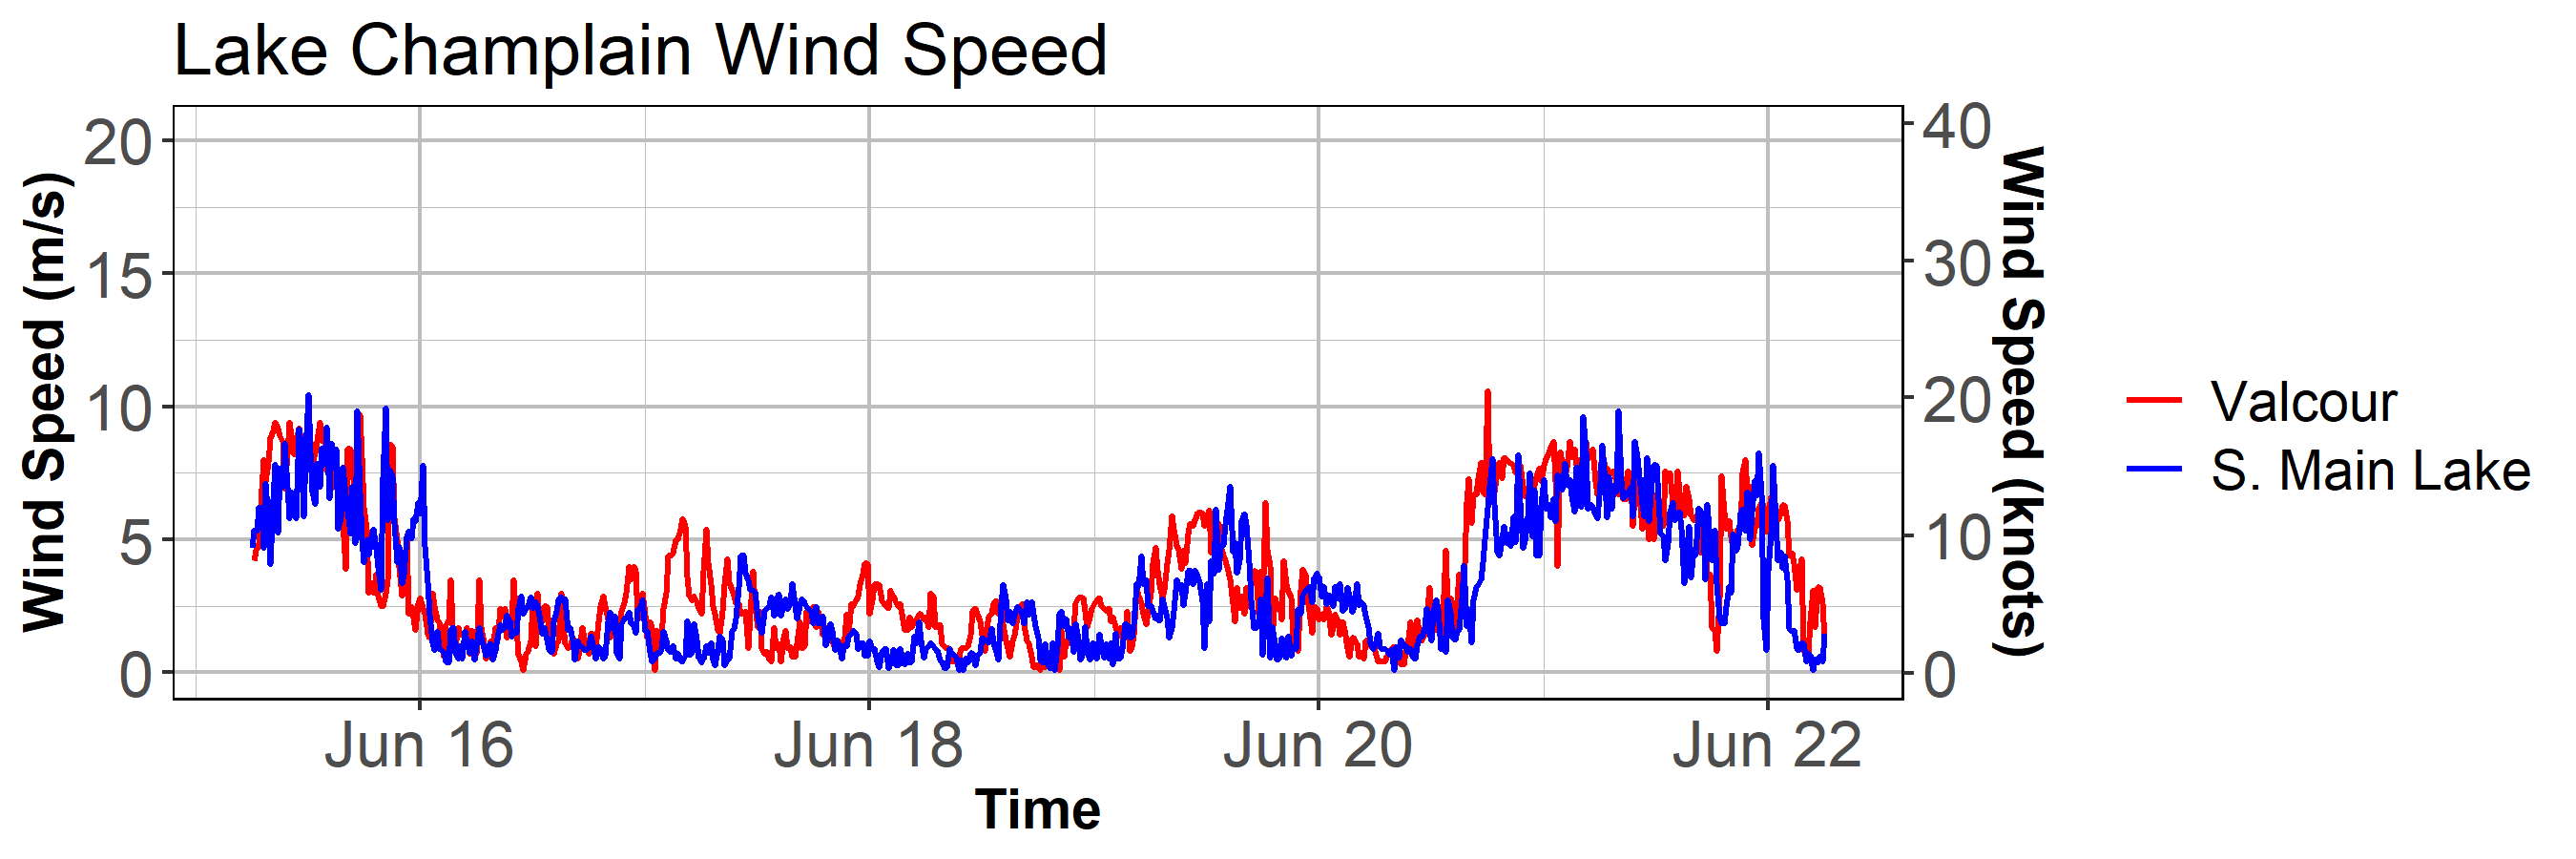 Lake Champlain Wind Speed
Wind Speed (m/s)
20
15
10
5
0
40
30
20
10
0
Wind Speed (knots)
Jun 16
Jun 18
Jun 20
Jun 22
Time
Valcour
S. Main Lake